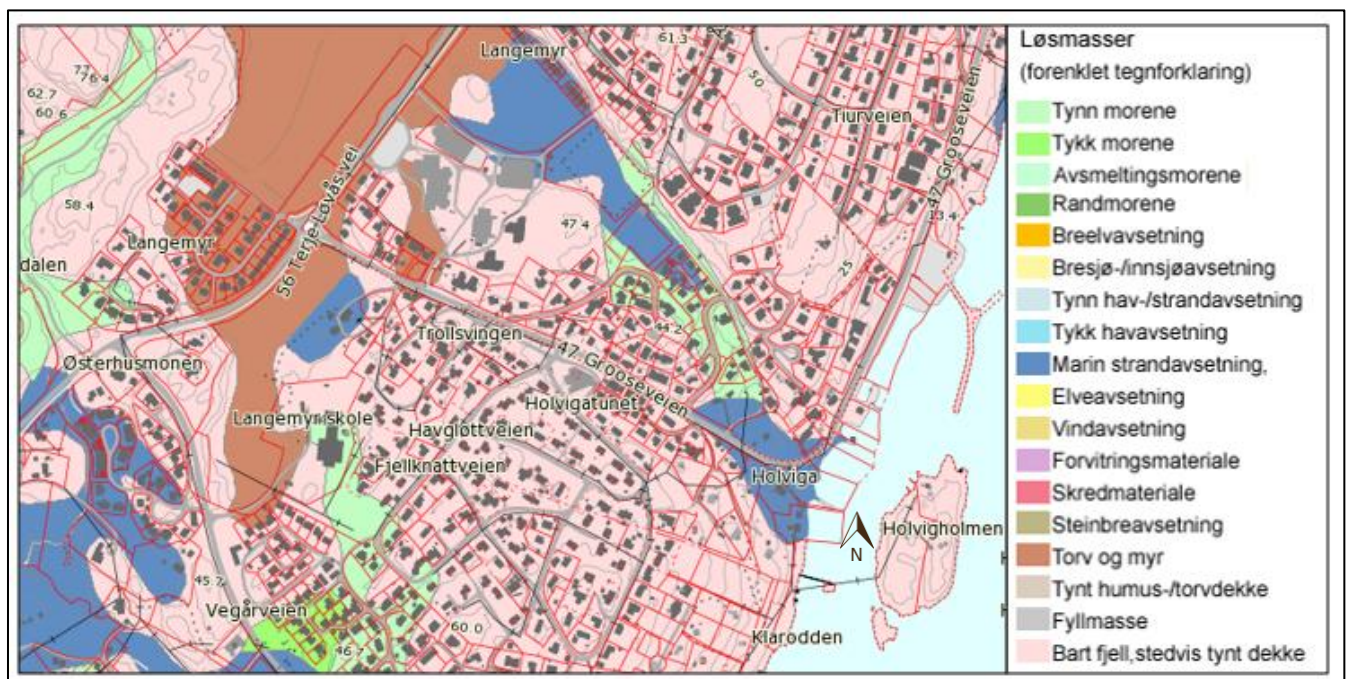 Langemyr
61.3
50
Tiurveien
77
76.4
62.7
60.6
58.4
56 Terje Løvås vei
47 Grooseveien
13.4
Langemyr
dalen
47.4
25
Østerhusmonen
Trollsvingen
44.2
47 Grooseveien
Holvigatunet
Langemyr skole
Havgløttveien
Fjellknattveien
Holviga
Holvigholmen
N
45.7
Vegårveien
60.0
46.7
Klarodden
Løsmasser
(forenklet tegnforklaring)
Tynn morene
Tykk morene
Avsmeltingsmorene
Randmorene
Breelvavsetning
Bresjø-/innsjøavsetning
Tynn hav-/strandavsetning
Tykk havavsetning
Marin strandavsetning,
Elveavsetning
Vindavsetning
Forvitringsmateriale
Skredmateriale
Steinbreavsetning
Torv og myr
Tynt humus-/torvdekke
Fyllmasse
Bart fjell,stedvis tynt dekke